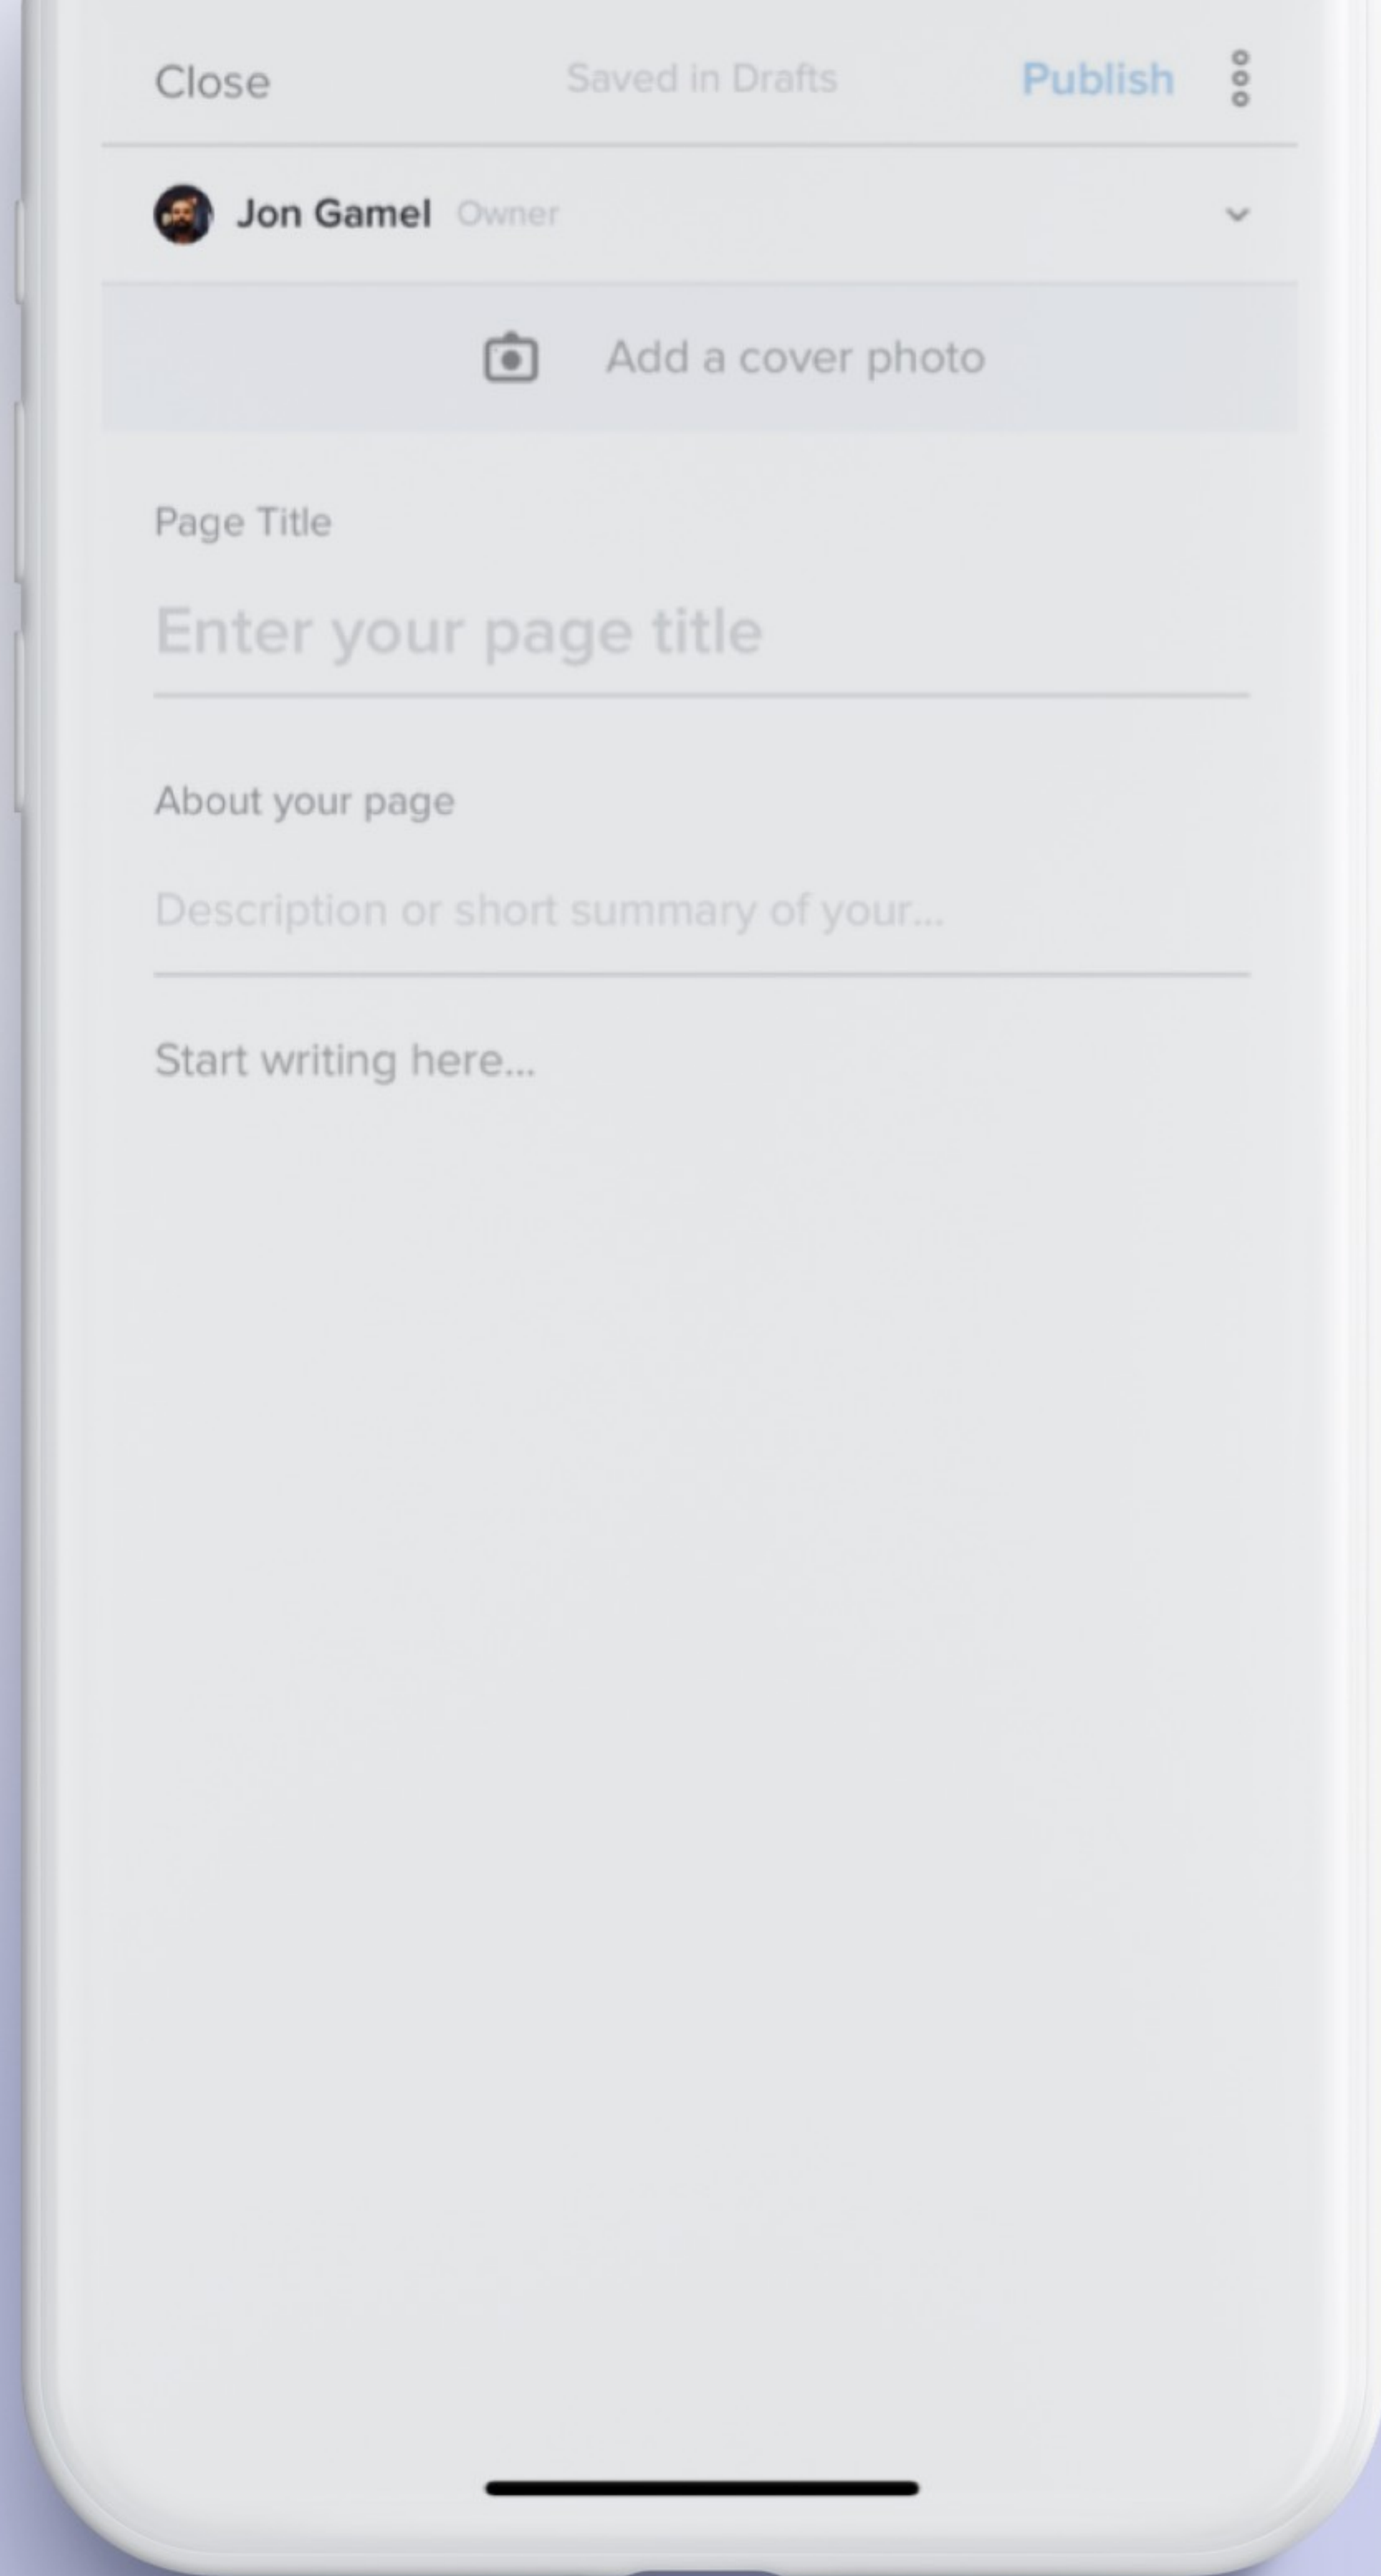 Close Saved in Drafts Publish
Jon Gamel Owner
Add a cover photo
Page Title
Enter your page title
About your page
Description or short summary of your...
Start writing here...